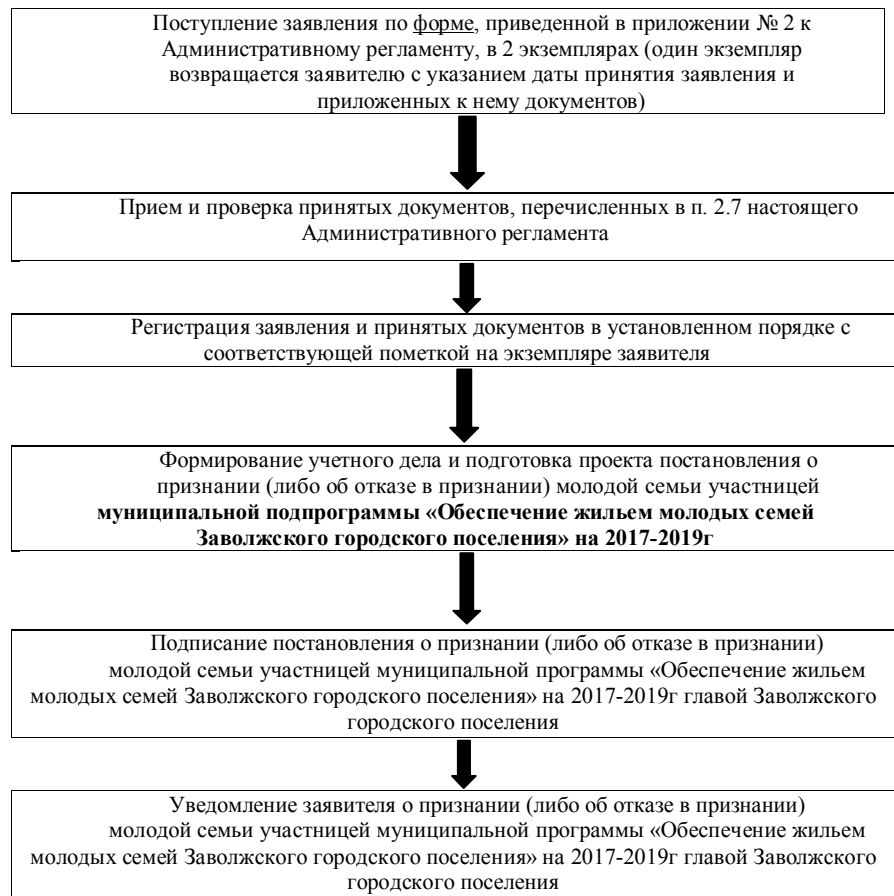 Поступление заявления по форме, приведенной в приложении № 2 к
Административному регламенту, в 2 экземплярах (один экземпляр
возвращается заявителю с указанием даты принятия заявления и
приложенных к нему документов)
Прием и проверка принятых документов, перечисленных в п. 2.7 настоящего
Административного регламента
Регистрация заявления и принятых документов в установленном порядке с
соответствующей пометкой на экземпляре заявителя
Формирование учетного дела и подготовка проекта постановления о
признании (либо об отказе в признании) молодой семьи участницей
муниципальной подпрограммы «Обеспечение жильем молодых семей
Заволжского городского поселения» на 2017-2019г
Подписание постановления о признании (либо об отказе в признании)
молодой семьи участницей муниципальной программы «Обеспечение жильем
молодых семей Заволжского городского поселения» на 2017-2019г главой Заволжского
городского поселения
Уведомление заявителя о признании (либо об отказе в признании)
молодой семьи участницей муниципальной программы «Обеспечение жильем
молодых семей Заволжского городского поселения» на 2017-2019г главой Заволжского
городского поселения